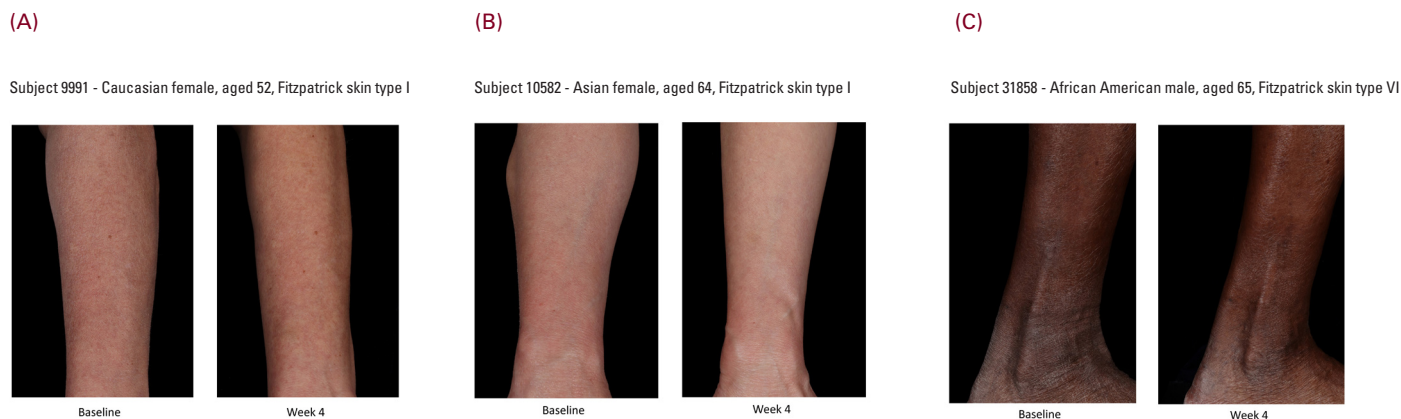 (A)
Subject 9991 - Caucasian female, aged 52, Fitzpatrick skin type I
Baseline
Week 4
(B)
Subject 10582 - Asian female, aged 64, Fitzpatrick skin type I
Baseline
Week 4
(C)
Subject 31858 - African American male, aged 65, Fitzpatrick skin type VI
Baseline
Week 4